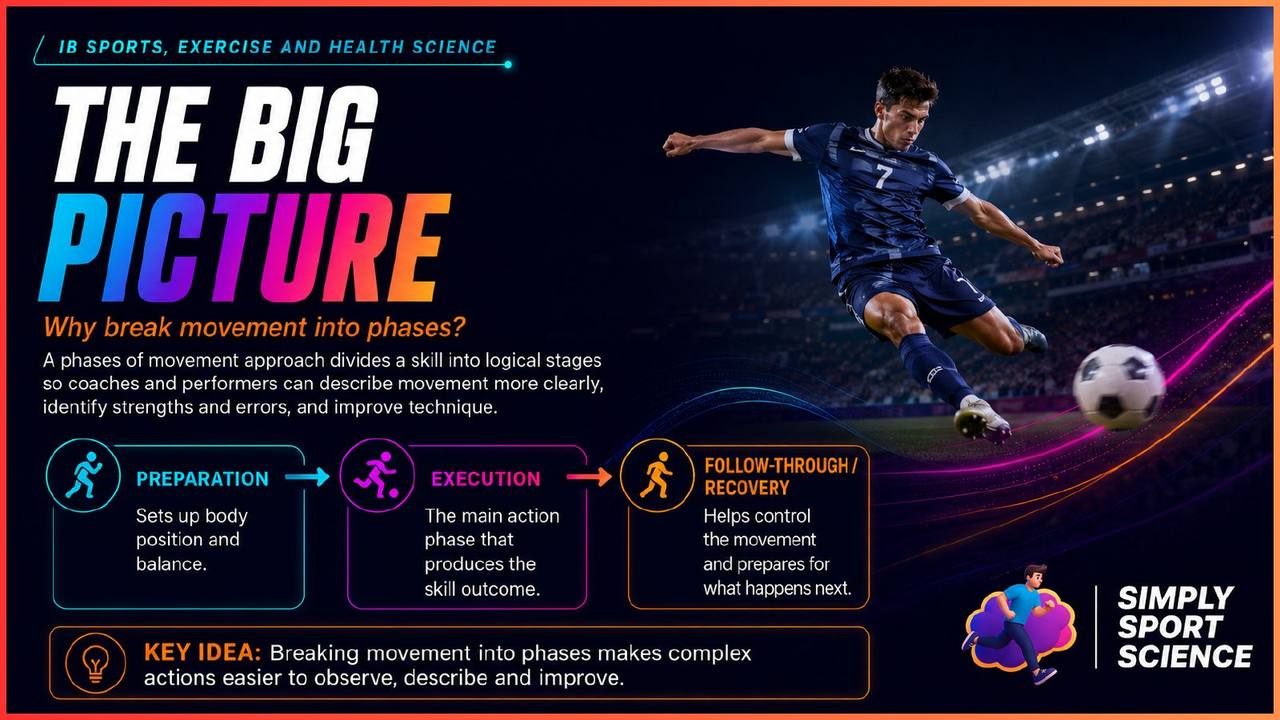 IB SPORTS, EXERCISE AND HEALTH SCIENCE
THE BIG
PICTURE
Why break movement into phases?
A phases of movement approach divides a skill into logical stages
so coaches and performers can describe movement more clearly,
identify strengths and errors, and improve technique.
PREPARATION
Sets up body
position and
balance.
EXECUTION
The main action
phase that
produces the
skill outcome.
FOLLOW-THROUGH /
RECOVERY
Helps control
the movement
and prepares for
what happens next.
KEY IDEA: Breaking movement into phases makes complex
actions easier to observe, describe and improve.
7
SIMPLY
SPORT
SCIENCE